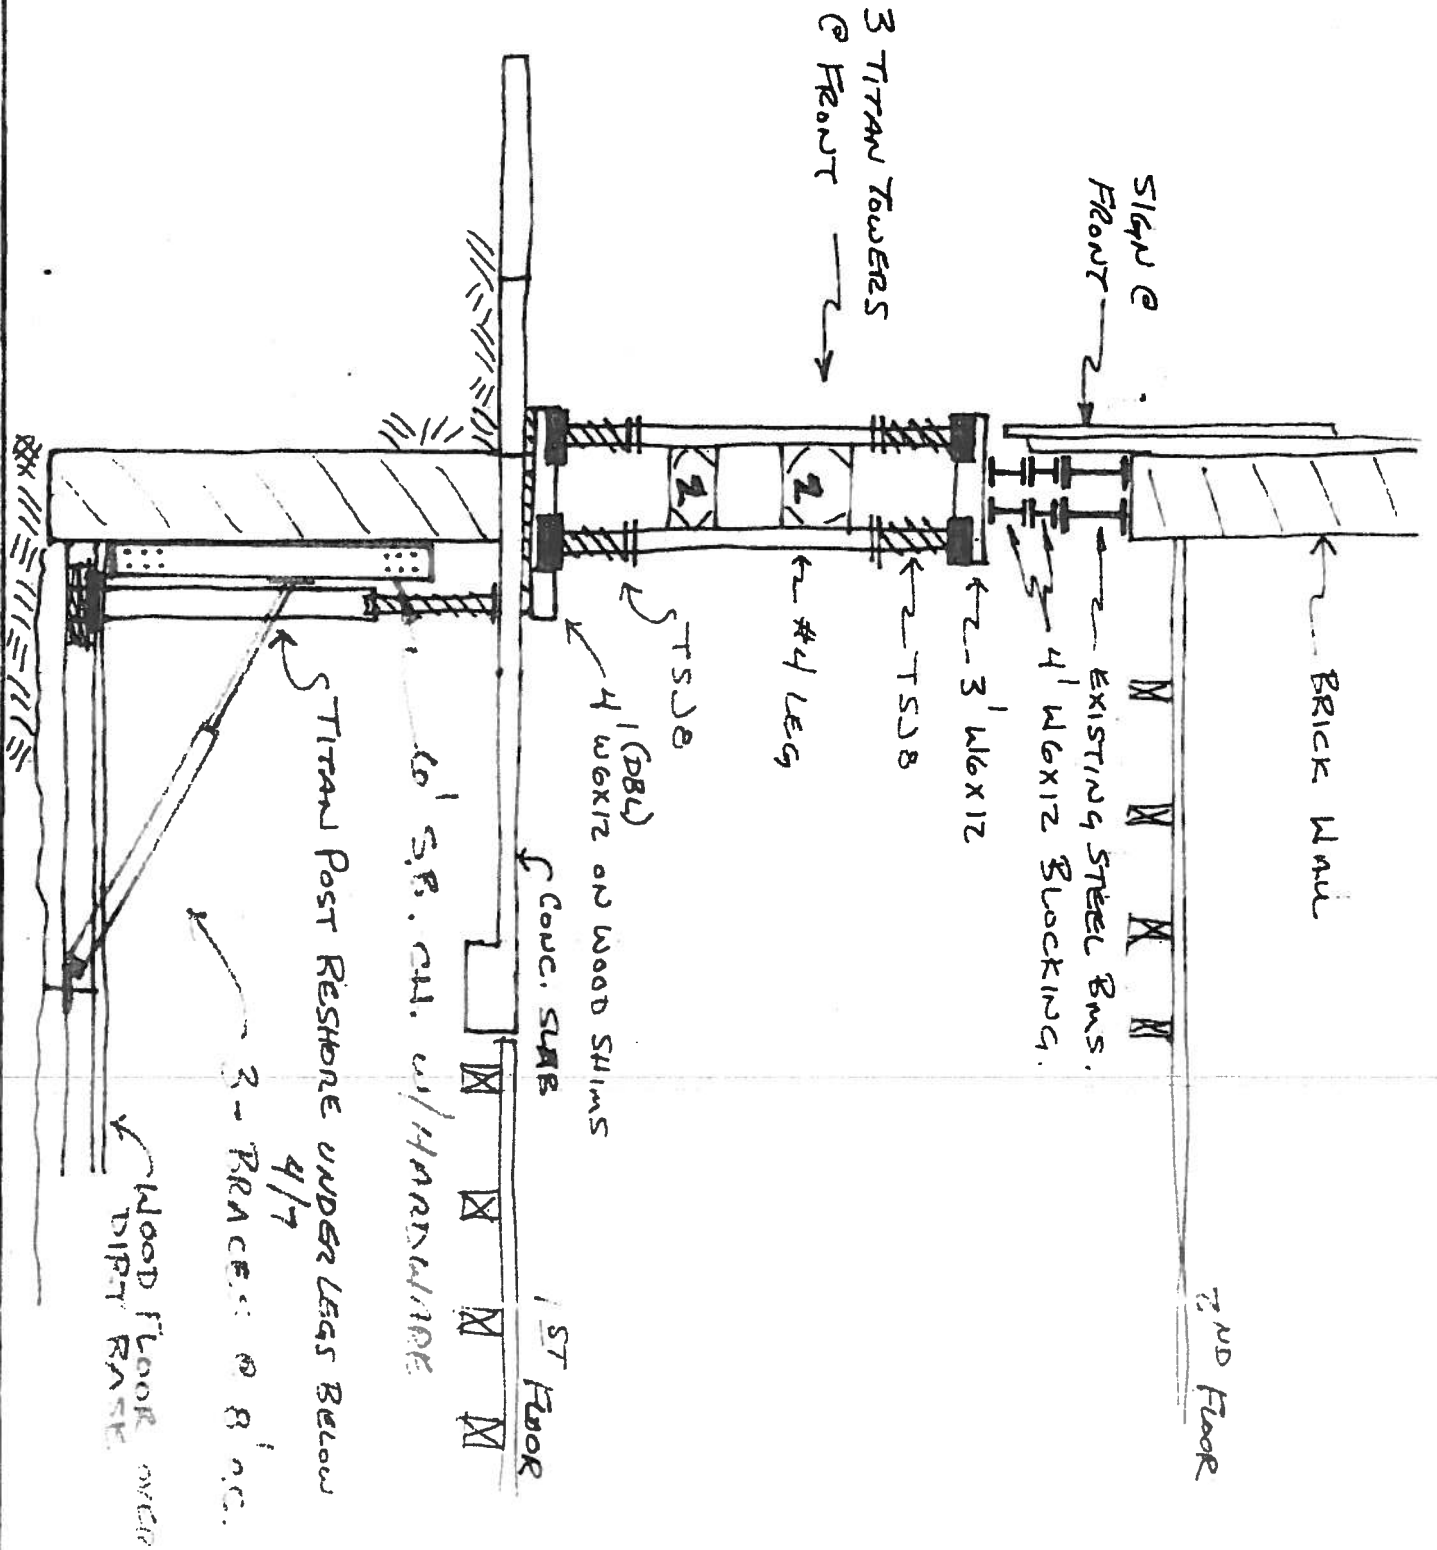 BRICK WALL
EXISTING STEEL BMS.
4' W6X12 BLOCKING.
3' W6X12
TSJ8
#4 LEG
TSJ8
4' (DBL)
W6X12 ON WOOD SHIMS
CONC. SLAB
SIGN @
FRONT
3 TITAN TOWERS
@ FRONT
2
2
2ND FLOOR
1ST FLOOR
6' S.B. CH. W/ HARDWARE
TITAN POST RESHORE UNDER LEGS BELOW
4/7
BRACES @ 8' O.C.
WOOD FLOOR OVER
DIRT BASE